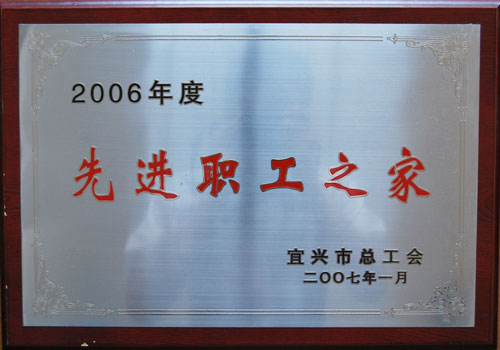 2006年度
先进职工之家
宜兴市总工会
二〇〇七年一月